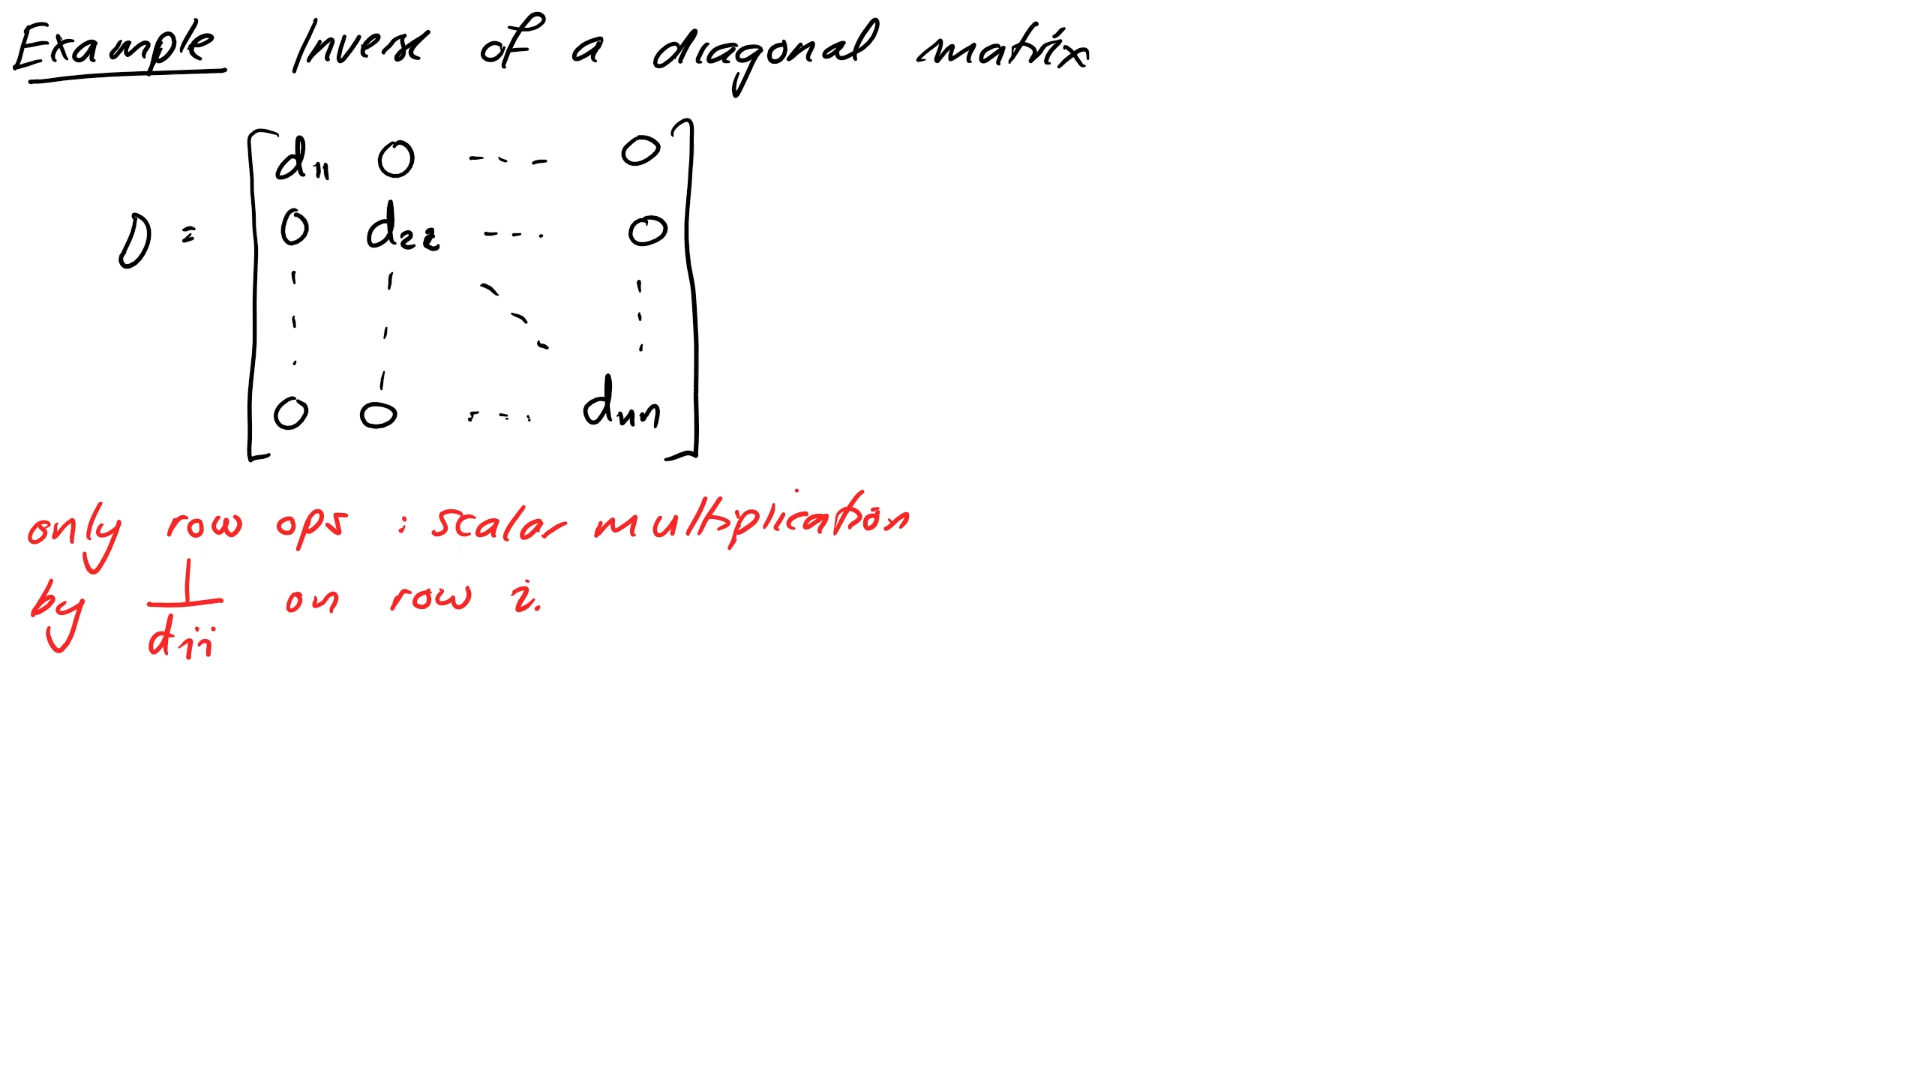 Example Inverse of a diagonal matrix
d11 0 --- 0
D = 0 d22 --- 0
0 0 --- dnn
only row ops : scalar multiplication
by 1/dii on row i.